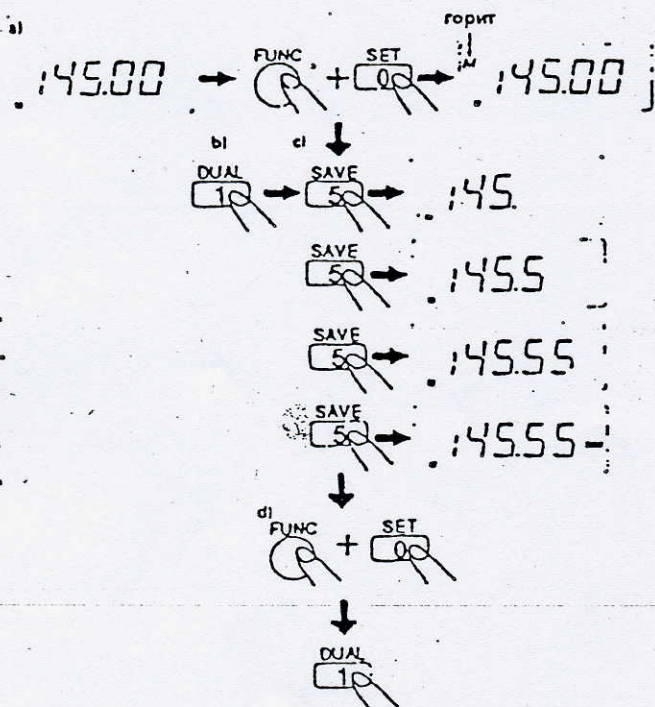 a) горит
FUNC SET
145.00 → + 0 → M 145.00
b) c)
DUAL SAVE
1 → 5 → 145.
SAVE
5 → 145.5
SAVE
5 → 145.55
SAVE
5 → 145.55-
d)
FUNC SET
+ 0
DUAL
1